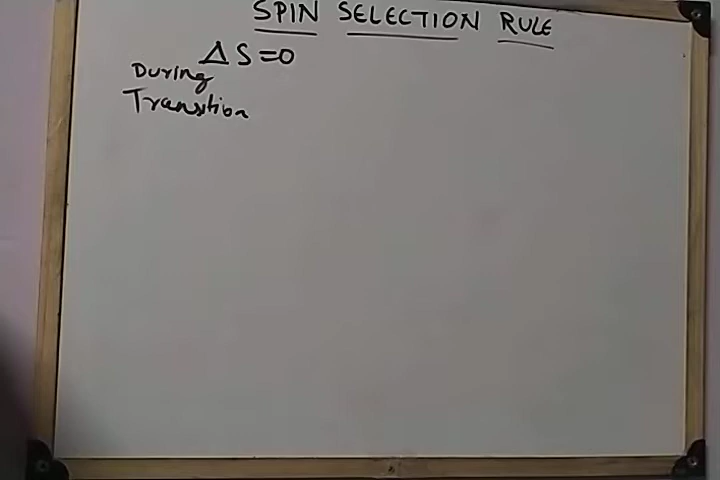 SPIN SELECTION RULE
ΔS=0
During
Transition